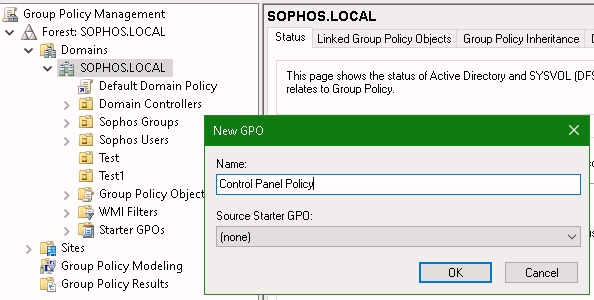 Group Policy Management
Forest: SOPHOS.LOCAL
Domains
SOPHOS.LOCAL
Default Domain Policy
Domain Controllers
Sophos Groups
Sophos Users
Test
Test1
Group Policy Object
WMI Filters
Starter GPOs
Sites
Group Policy Modeling
Group Policy Results
SOPHOS.LOCAL
Status Linked Group Policy Objects Group Policy Inheritance
This page shows the status of Active Directory and SYSVOL (DFS
relates to Group Policy.
New GPO
Name:
Control Panel Policy
Source Starter GPO:
(none)
OK Cancel